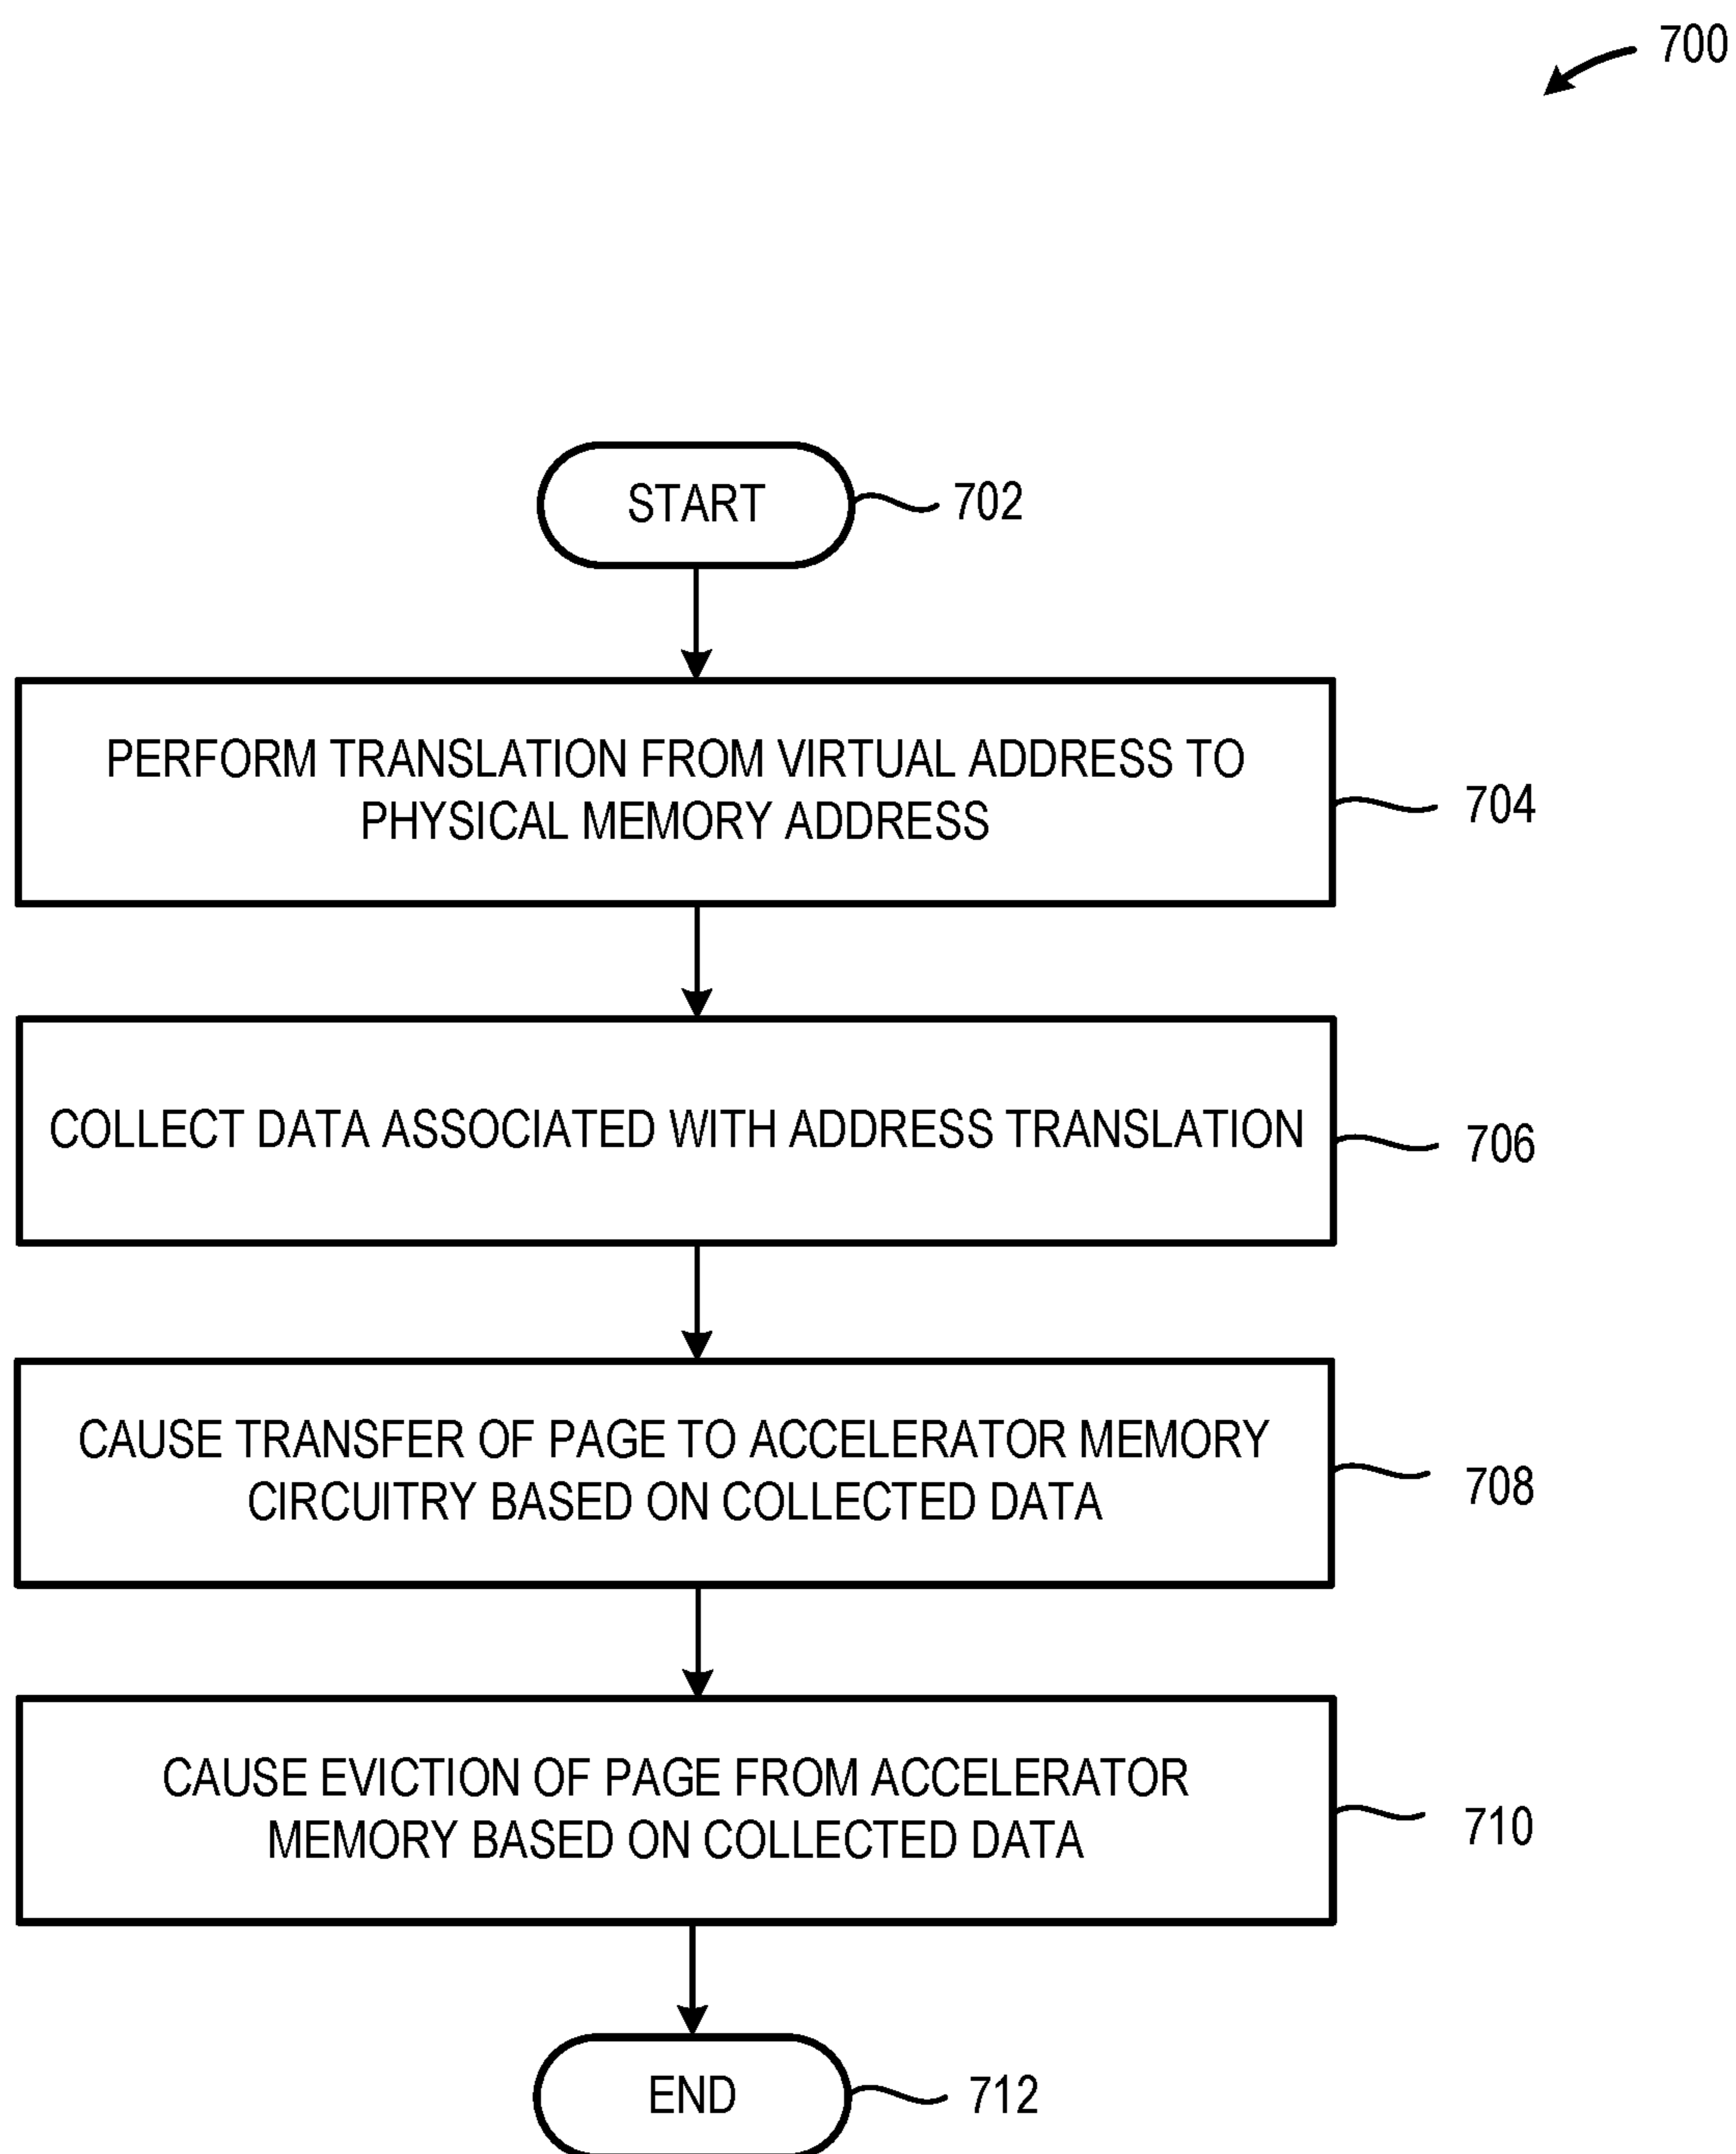 700
START
702
PERFORM TRANSLATION FROM VIRTUAL ADDRESS TO
PHYSICAL MEMORY ADDRESS
704
COLLECT DATA ASSOCIATED WITH ADDRESS TRANSLATION
706
CAUSE TRANSFER OF PAGE TO ACCELERATOR MEMORY
CIRCUITRY BASED ON COLLECTED DATA
708
CAUSE EVICTION OF PAGE FROM ACCELERATOR
MEMORY BASED ON COLLECTED DATA
710
END
712